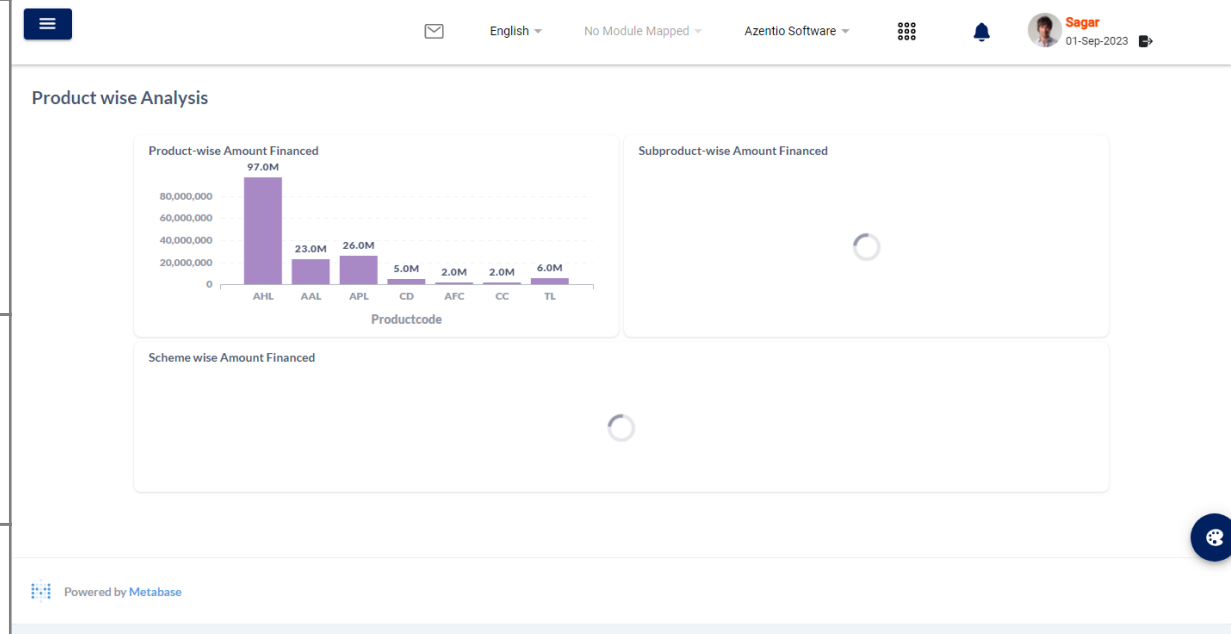 English
No Module Mapped
Azentio Software
Sagar
01-Sep-2023
Product wise Analysis
Product-wise Amount Financed
97.0M
80,000,000
60,000,000
40,000,000
20,000,000
0
23.0M
26.0M
5.0M
2.0M
2.0M
6.0M
AHL AAL APL CD AFC CC TL
Productcode
Subproduct-wise Amount Financed
Scheme wise Amount Financed
Powered by Metabase